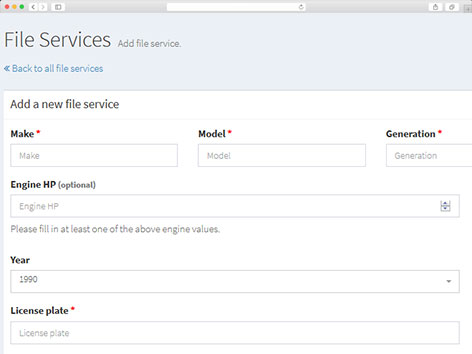 File Services Add file service.
« Back to all file services
Add a new file service
Make * Model * Generation *
Make Model Generation
Engine HP (optional)
Engine HP
Please fill in at least one of the above engine values.
Year
1990
License plate *
License plate